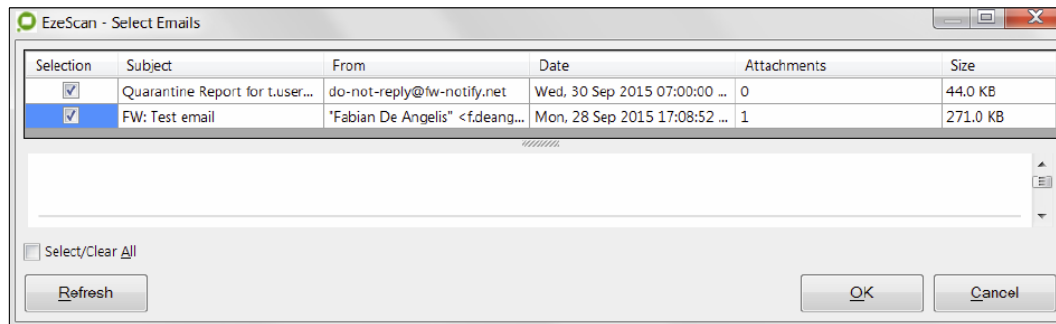 EzeScan - Select Emails
Selection Subject From Date Attachments Size
Quarantine Report for t.user... do-not-reply@fw-notify.net Wed, 30 Sep 2015 07:00:00 ... 0 44.0 KB
FW: Test email "Fabian De Angelis" <f.deang... Mon, 28 Sep 2015 17:08:52 ... 1 271.0 KB
Select/Clear All
Refresh OK Cancel